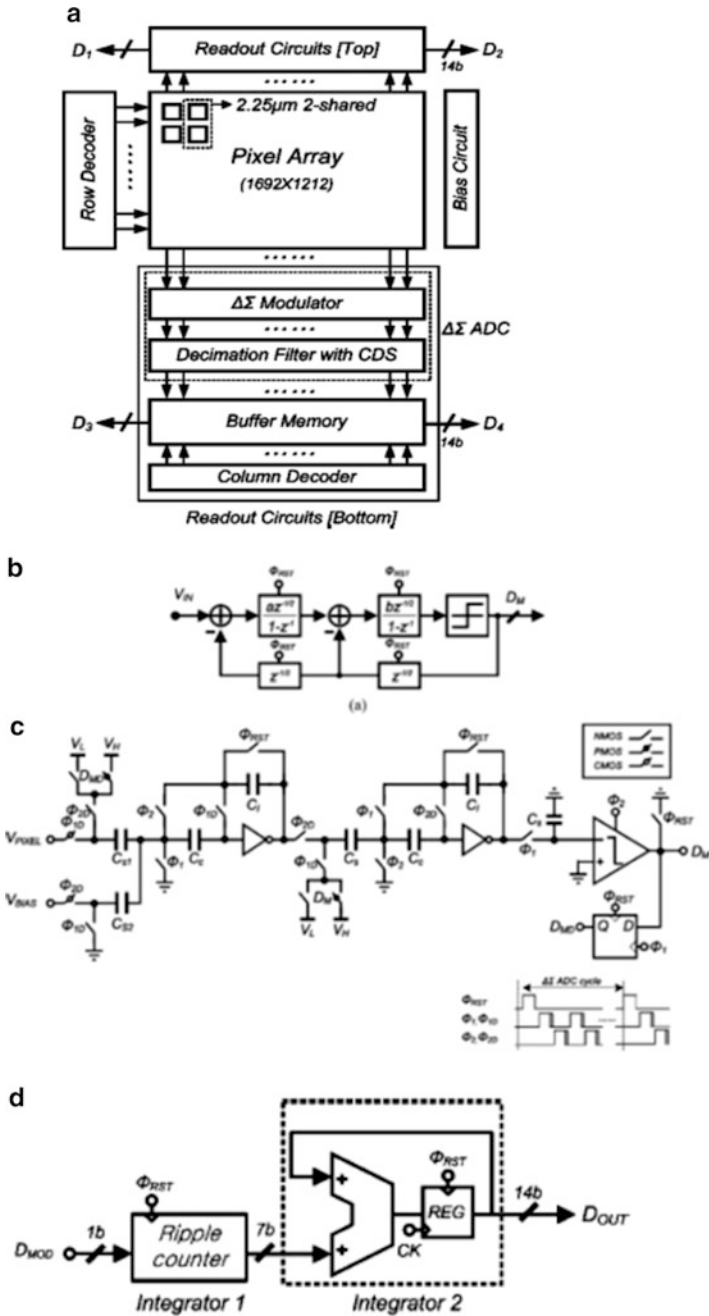 a
D1 Readout Circuits [Top] D2
14b
2.25μm 2-shared
Row Decoder
Pixel Array
(1692X1212)
Bias Circuit
ΔΣ Modulator
ΔΣ ADC
Decimation Filter with CDS
D3 Buffer Memory D4
14b
Column Decoder
Readout Circuits [Bottom]
b
ΦRST ΦRST
VIN az-1/2 bz-1/2 DM
1-z-1 1-z-1
ΦRST ΦRST
z-1/2 z-1/2
(a)
c
VL VH
DMD
ΦRST ΦRST
NMOS
PMOS
CMOS
Φ2D
Φ1D
Φ2 Φ1D CI Φ2D Φ1 Φ2D CI
VPIXEL CS1 Φ1 CC Φ1D CS Φ2 CC Φ1 CS Φ2 ΦRST DM
VBIAS Φ2D CS2
Φ1D
DM
VL VH
ΦRST
DMD Q D
Φ1
ΔΣ ADC cycle
ΦRST
Φ1, Φ1D
Φ2, Φ2D
d
ΦRST ΦRST
DMOD 1b Ripple counter 7b REG 14b DOUT
CK
Integrator 1 Integrator 2